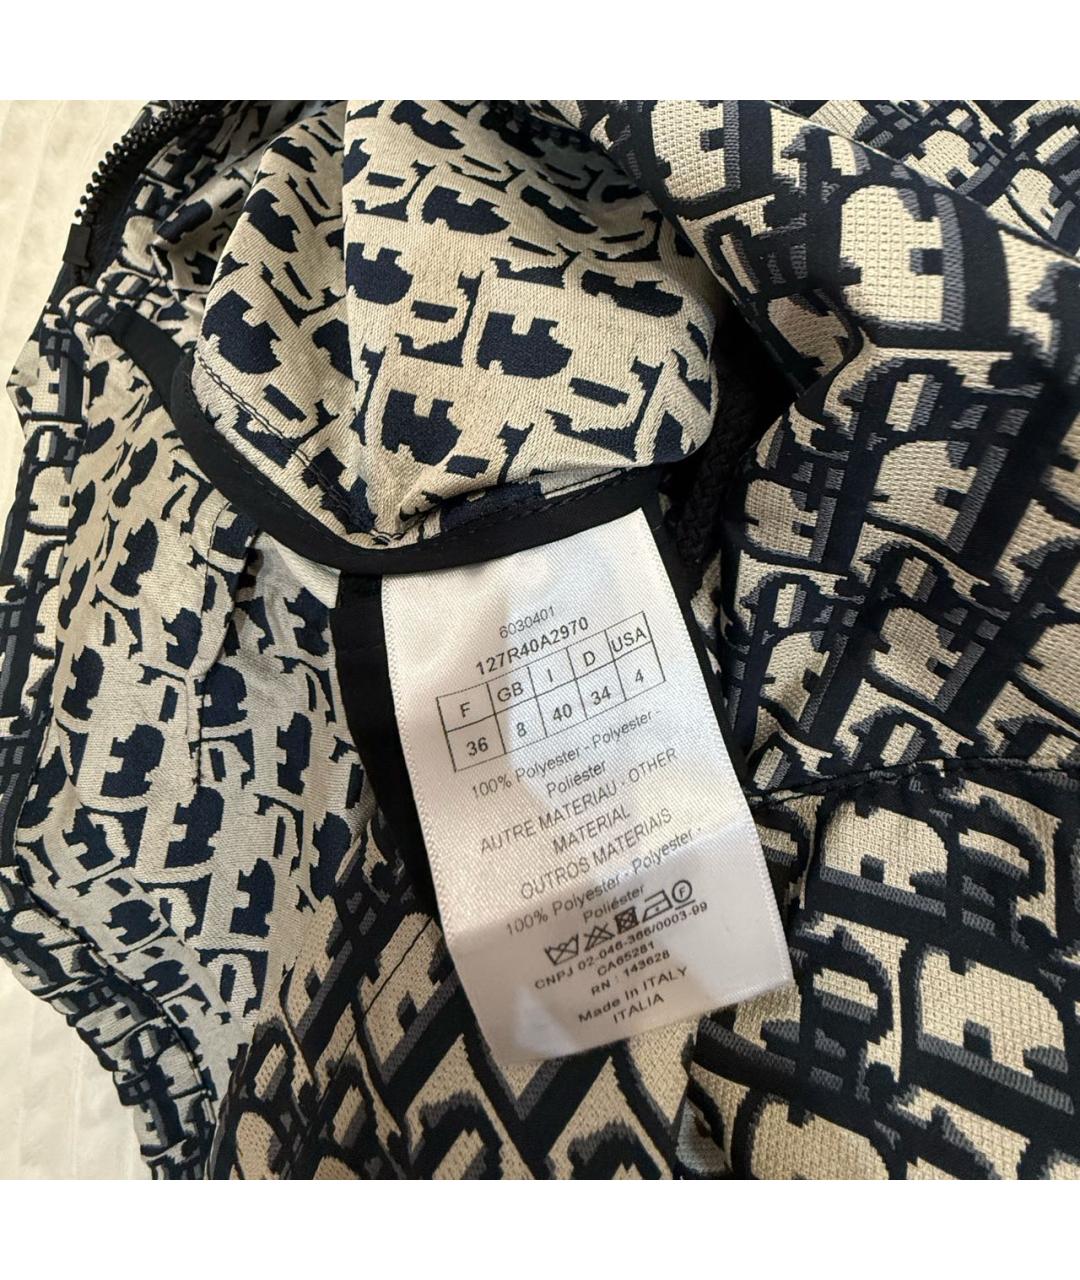 6030401
127R40A2970
F GB I D USA
36 8 40 34 4
100% Polyester - Polyester -
Poliéster
AUTRE MATERIAU - OTHER
MATERIAL
OUTROS MATERIAIS
100% Polyester - Polyester -
Poliéster
F
CNPJ 02-046-366/0003-99
CA65281
RN : 143628
Made in ITALY
ITALIA